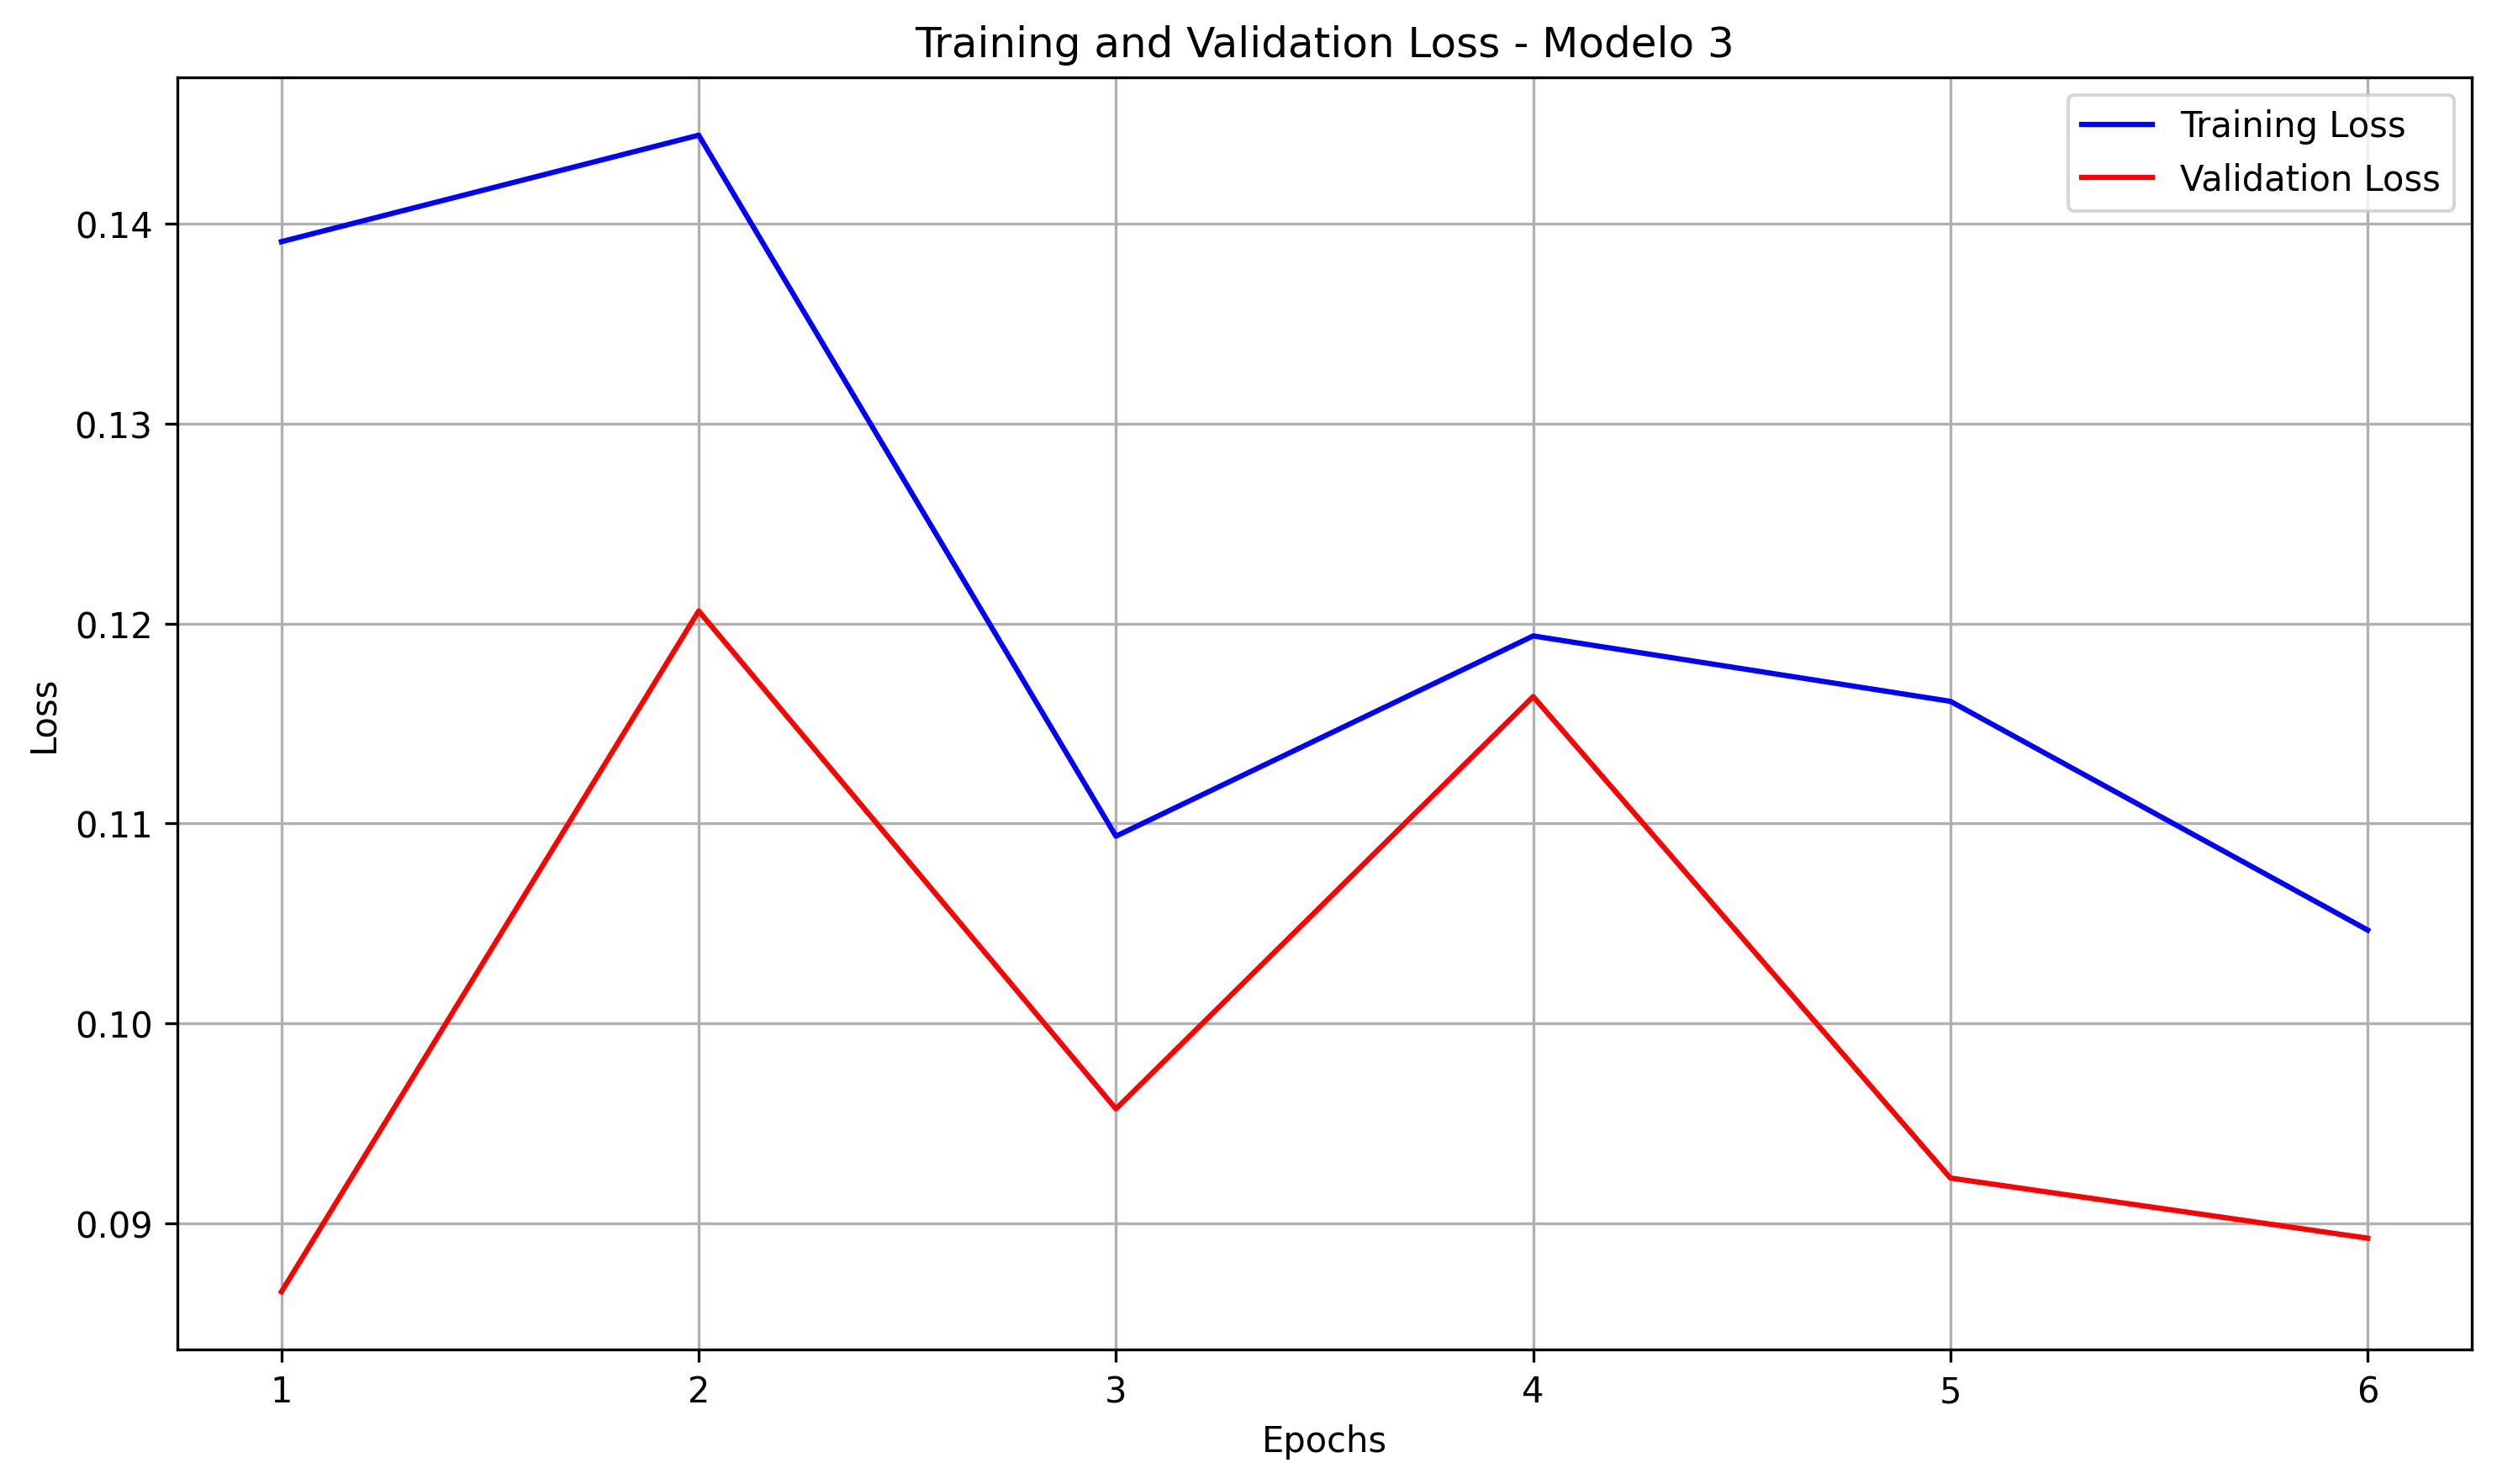 Training and Validation Loss - Modelo 3
Training Loss
Validation Loss
0.14
0.13
0.12
0.11
0.10
0.09
Loss
1 2 3 4 5 6
Epochs